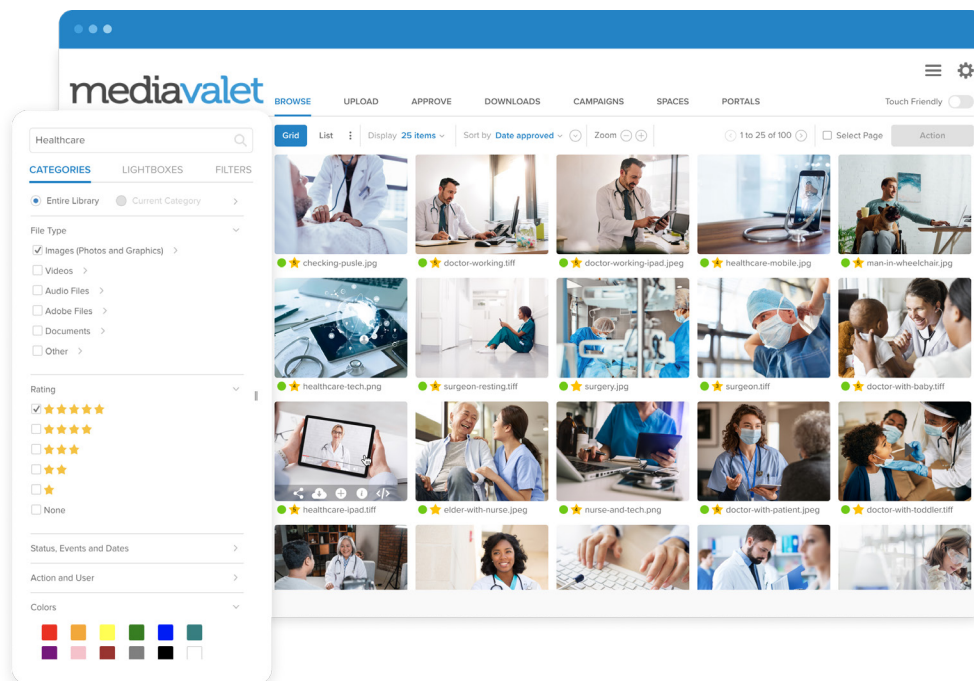 mediavalet
BROWSE UPLOAD APPROVE DOWNLOADS CAMPAIGNS SPACES PORTALS Touch Friendly
Grid List Display 25 items Sort by Date approved Zoom 1 to 25 of 100 Select Page Action
Healthcare
CATEGORIES LIGHTBOXES FILTERS
Entire Library Current Category
File Type
Images (Photos and Graphics)
Videos
Audio Files
Adobe Files
Documents
Other
Rating
None
Status, Events and Dates
Action and User
Colors
checking-pusle.jpg doctor-working.tiff doctor-working-ipad.jpeg healthcare-mobile.jpg man-in-wheelchair.jpg
healthcare-tech.png surgeon-resting.tiff surgery.jpg surgeon.tiff doctor-with-baby.tiff
healthcare-ipad.tiff elder-with-nurse.jpeg nurse-and-tech.png doctor-with-patient.jpeg doctor-with-toddler.tiff